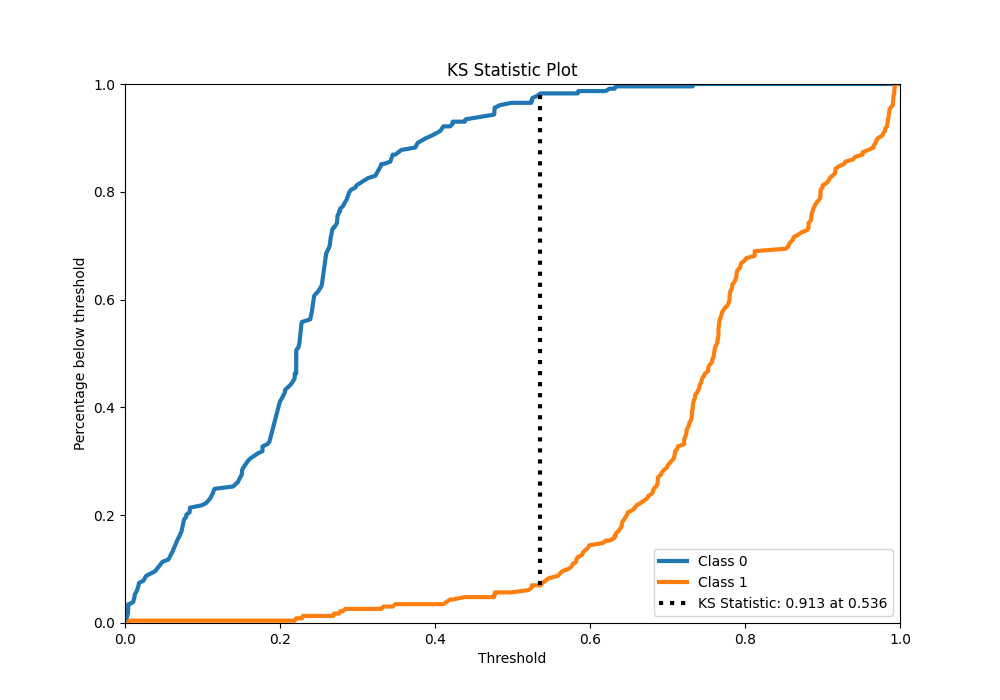 KS Statistic Plot
1.0
0.8
0.6
0.4
0.2
0.0
Percentage below threshold
0.0 0.2 0.4 0.6 0.8 1.0
Threshold
Class 0
Class 1
KS Statistic: 0.913 at 0.536